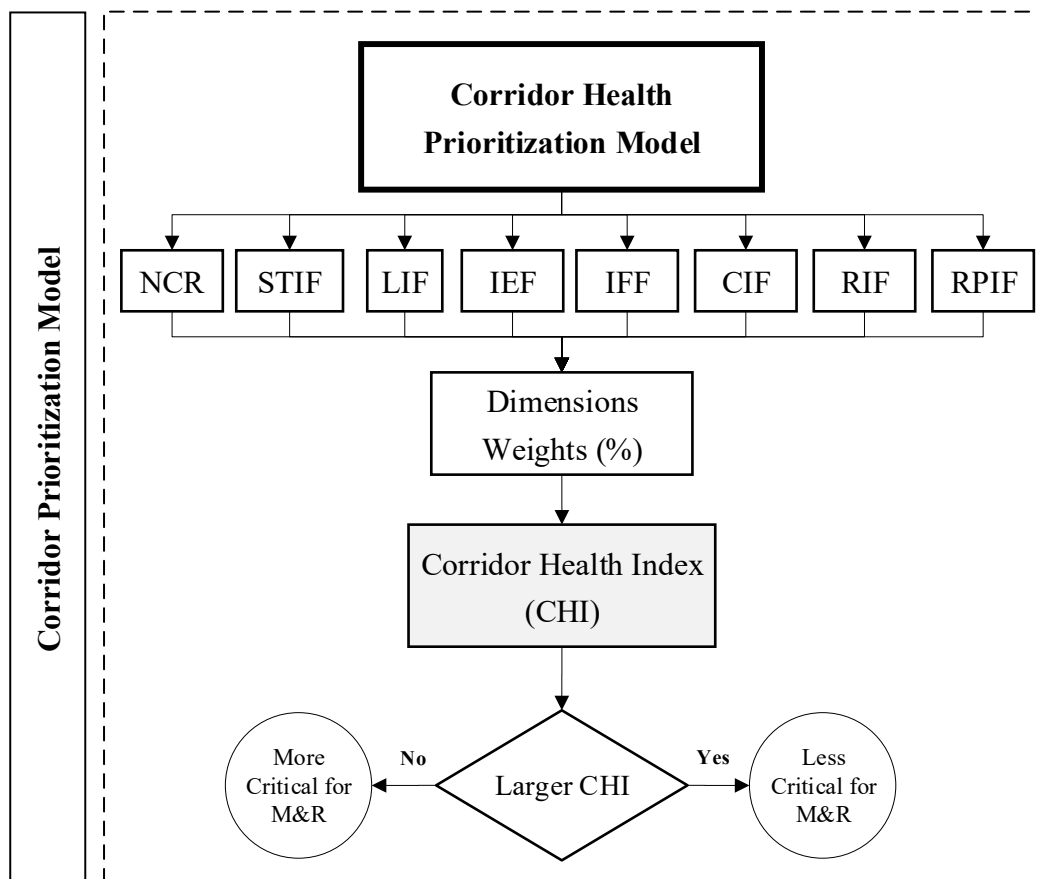 Corridor Prioritization Model
Corridor Health
Prioritization Model
NCR
STIF
LIF
IEF
IFF
CIF
RIF
RPIF
Dimensions
Weights (%)
Corridor Health Index
(CHI)
More
Critical for
M&R
No
Larger CHI
Yes
Less
Critical for
M&R